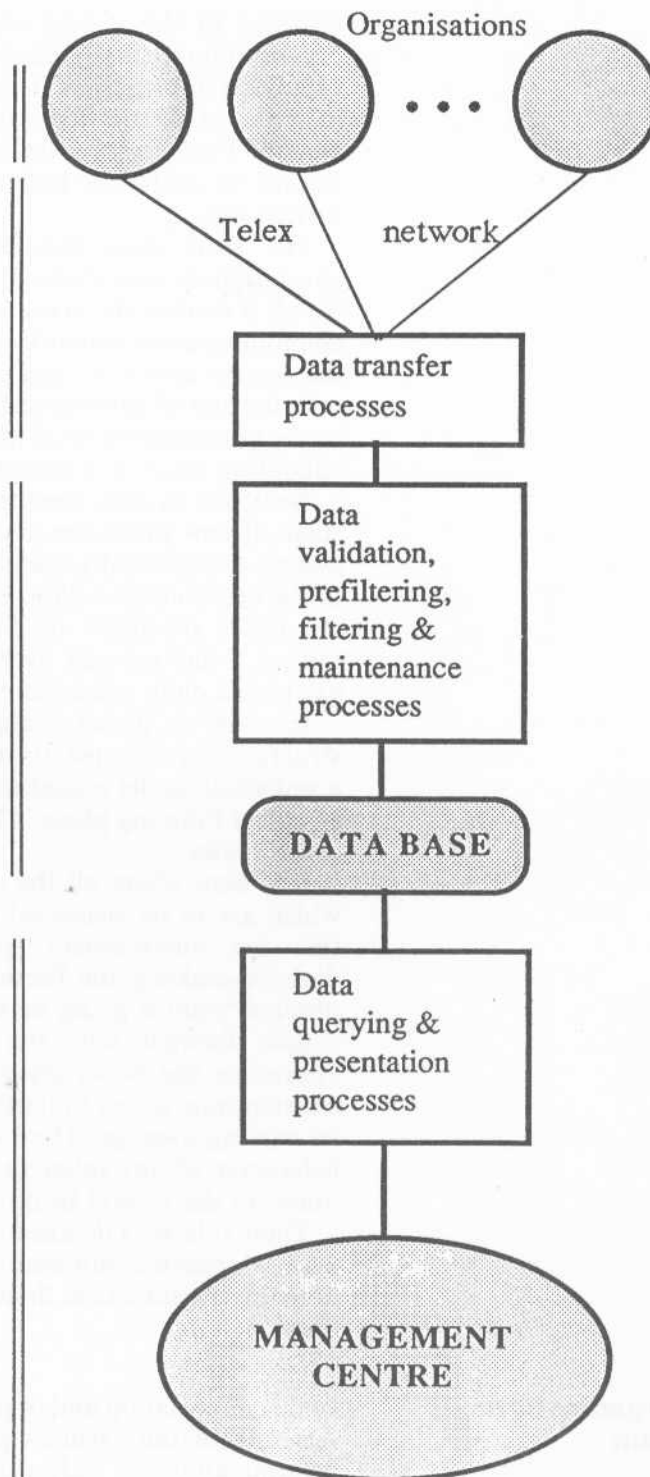 Organisations
Telex network
Data transfer
processes
Data
validation,
prefiltering,
filtering &
maintenance
processes
DATA BASE
Data
querying &
presentation
processes
MANAGEMENT
CENTRE